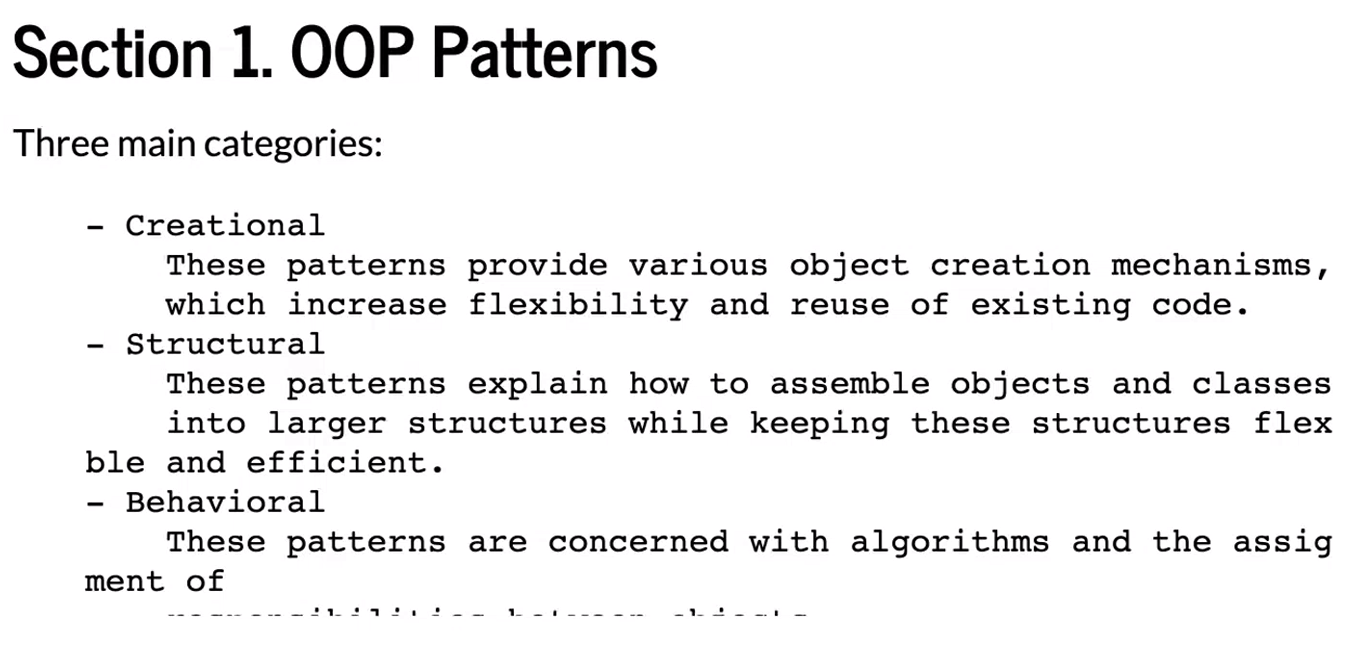 Section 1. OOP Patterns
Three main categories:
- Creational
These patterns provide various object creation mechanisms,
which increase flexibility and reuse of existing code.
- Structural
These patterns explain how to assemble objects and classes
into larger structures while keeping these structures flex
ble and efficient.
- Behavioral
These patterns are concerned with algorithms and the assig
ment of